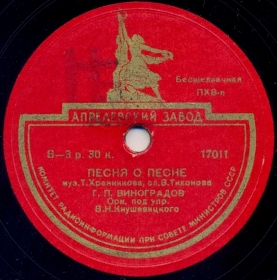 Бесшелачная
ПХВ-п
АПРЕЛЕВСКИЙ ЗАВОД
В-3 р. 30 к. 17011
ПЕСНЯ О ПЕСНЕ
муз. Т. Хренникова, сл. В. Тихонова
Г. П. ВИНОГРАДОВ
Орк. под упр.
В. Н. Кнушевицкого
КОМИТЕТ РАДИОИНФОРМАЦИИ ПРИ СОВЕТЕ МИНИСТРОВ СССР